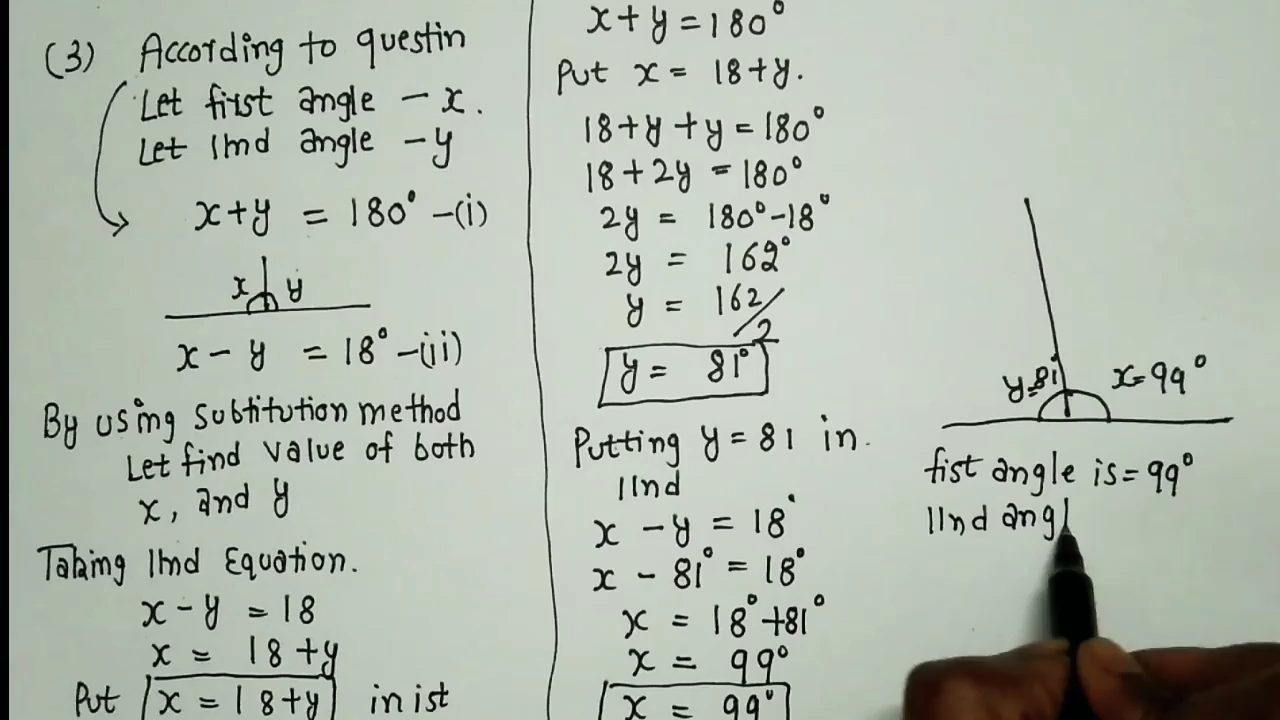 (3) According to questin
Let first angle - x.
Let IInd angle - y
x+y = 180° -(i)
x y
x - y = 18° -(ii)
By using subtitution method
Let find value of both
x, and y
Taking IInd Equation.
x - y = 18
x = 18+y
Put x = 18+y in ist
x+y = 180°
Put x = 18+y.
18+y+y = 180°
18+2y = 180°
2y = 180°-18°
2y = 162°
y = 162/2
y = 81°
Putting y = 81 in.
IInd
x - y = 18°
x - 81° = 18°
x = 18°+81°
x = 99°
x = 99°
y=81° x=99°
fist angle is = 99°
IInd angl